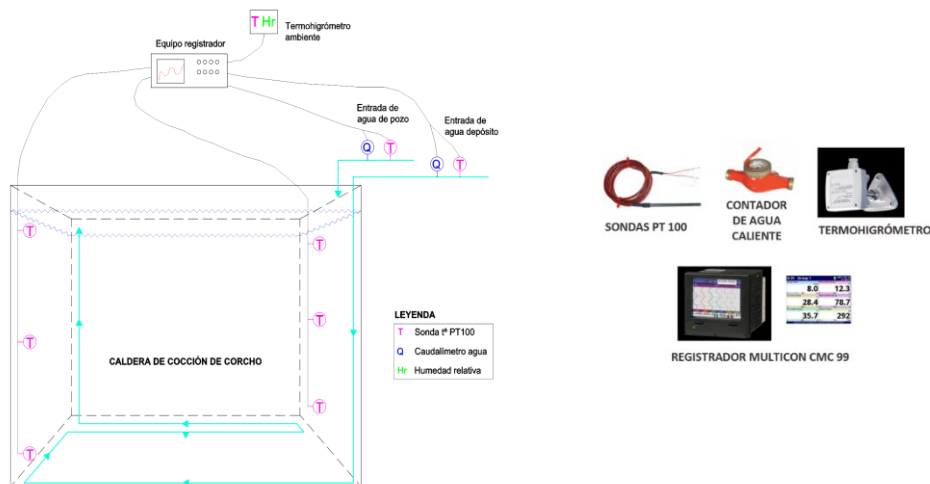 T Hr
Termohigrómetro
ambiente
Equipo registrador
Entrada de
agua de pozo
Entrada de
agua depósito
Q
T
Q
T
T
T
T
T
T
T
CALDERA DE COCCIÓN DE CORCHO
LEYENDA
T Sonda tª PT100
Q Caudalímetro agua
Hr Humedad relativa
SONDAS PT 100
CONTADOR
DE AGUA
CALIENTE
TERMOHIGRÓMETRO
8.0 12.3
28.4 78.7
35.7 292
REGISTRADOR MULTICON CMC 99